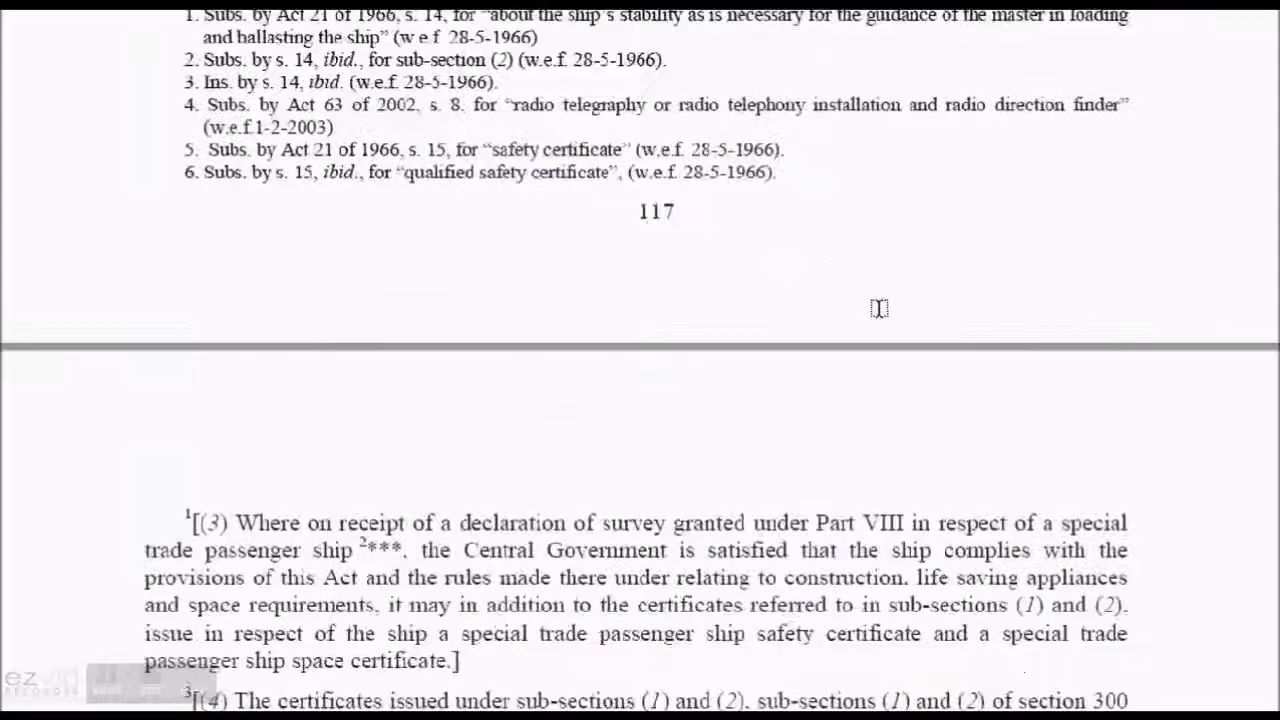 1. Subs. by Act 21 of 1966, s. 14, for “about the ship’s stability as is necessary for the guidance of the master in loading
and ballasting the ship” (w.e.f. 28-5-1966)
2. Subs. by s. 14, ibid., for sub-section (2) (w.e.f. 28-5-1966).
3. Ins. by s. 14, ibid. (w.e.f. 28-5-1966).
4. Subs. by Act 63 of 2002, s. 8, for “radio telegraphy or radio telephony installation and radio direction finder”
(w.e.f.1-2-2003)
5. Subs. by Act 21 of 1966, s. 15, for “safety certificate” (w.e.f. 28-5-1966).
6. Subs. by s. 15, ibid., for “qualified safety certificate”, (w.e.f. 28-5-1966).
117
1[(3) Where on receipt of a declaration of survey granted under Part VIII in respect of a special
trade passenger ship 2***, the Central Government is satisfied that the ship complies with the
provisions of this Act and the rules made there under relating to construction, life saving appliances
and space requirements, it may in addition to the certificates referred to in sub-sections (1) and (2),
issue in respect of the ship a special trade passenger ship safety certificate and a special trade
passenger ship space certificate.]
3[(4) The certificates issued under sub-sections (1) and (2), sub-sections (1) and (2) of section 300
ez